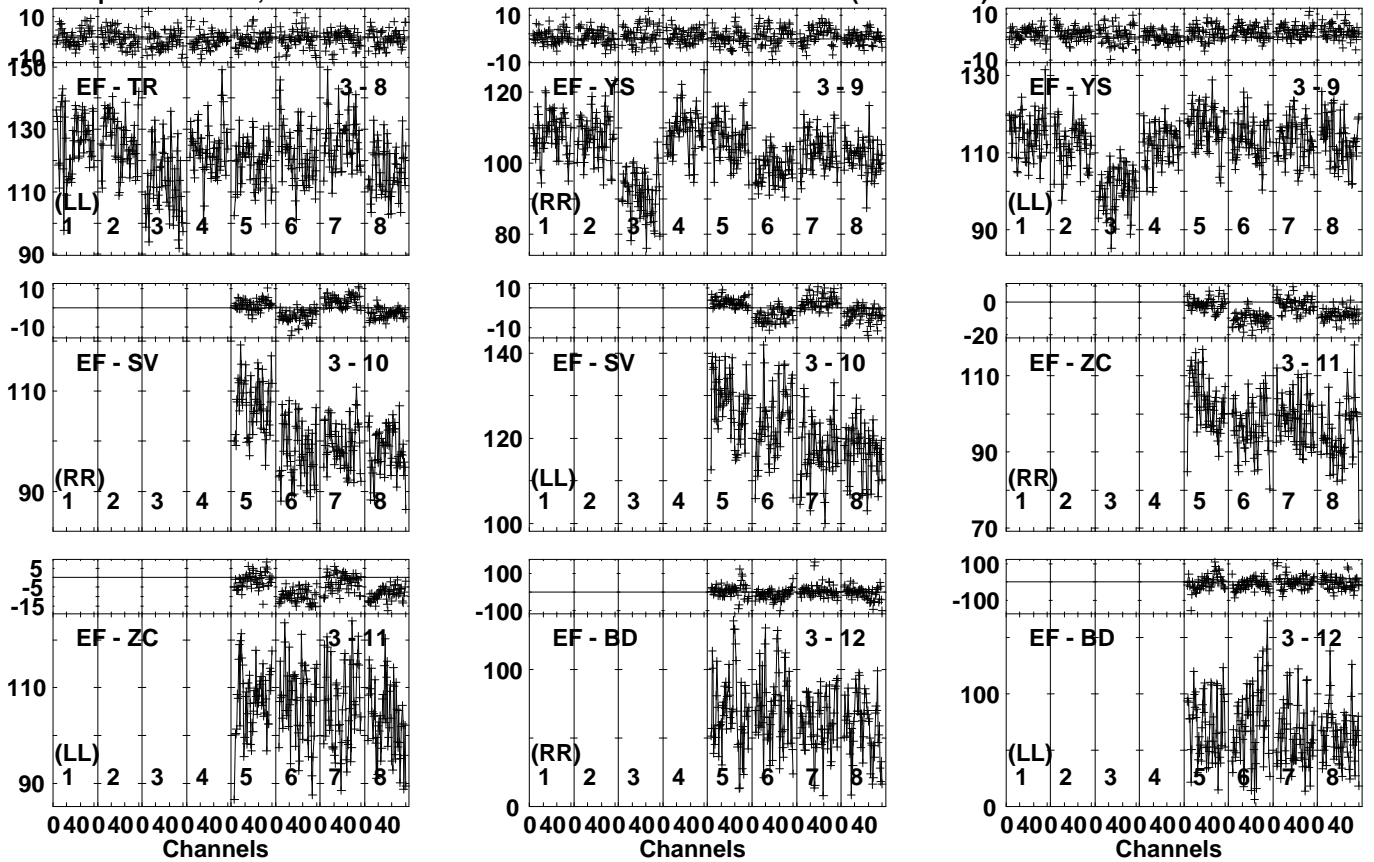 10
-10
150
130
110
90
EF - TR 3 - 8
(LL)
1 2 3 4 5 6 7 8
10
-10
120
100
80
EF - YS 3 - 9
(RR)
1 2 3 4 5 6 7 8
10
-10
130
110
90
EF - YS 3 - 9
(LL)
1 2 3 4 5 6 7 8
10
-10
110
90
EF - SV 3 - 10
(RR)
1 2 3 4 5 6 7 8
10
-10
140
120
100
EF - SV 3 - 10
(LL)
1 2 3 4 5 6 7 8
0
-20
110
90
70
EF - ZC 3 - 11
(RR)
1 2 3 4 5 6 7 8
5
-5
-15
110
90
EF - ZC 3 - 11
(LL)
1 2 3 4 5 6 7 8
0 40 0 40 0 40 0 40 0 40 0 40 0 40 0 40
Channels
100
-100
100
0
EF - BD 3 - 12
(RR)
1 2 3 4 5 6 7 8
0 40 0 40 0 40 0 40 0 40 0 40 0 40 0 40
Channels
100
-100
100
0
EF - BD 3 - 12
(LL)
1 2 3 4 5 6 7 8
0 40 0 40 0 40 0 40 0 40 0 40 0 40 0 40
Channels